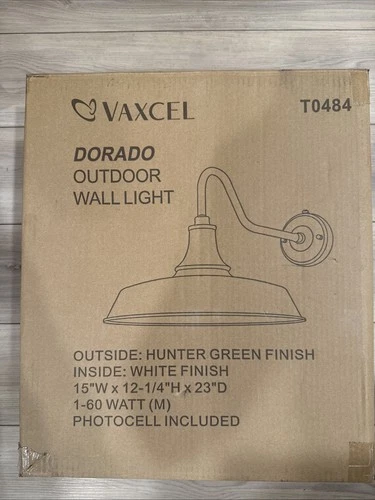 VAXCEL
T0484
DORADO
OUTDOOR
WALL LIGHT
OUTSIDE: HUNTER GREEN FINISH
INSIDE: WHITE FINISH
15"W x 12-1/4"H x 23"D
1-60 WATT (M)
PHOTOCELL INCLUDED